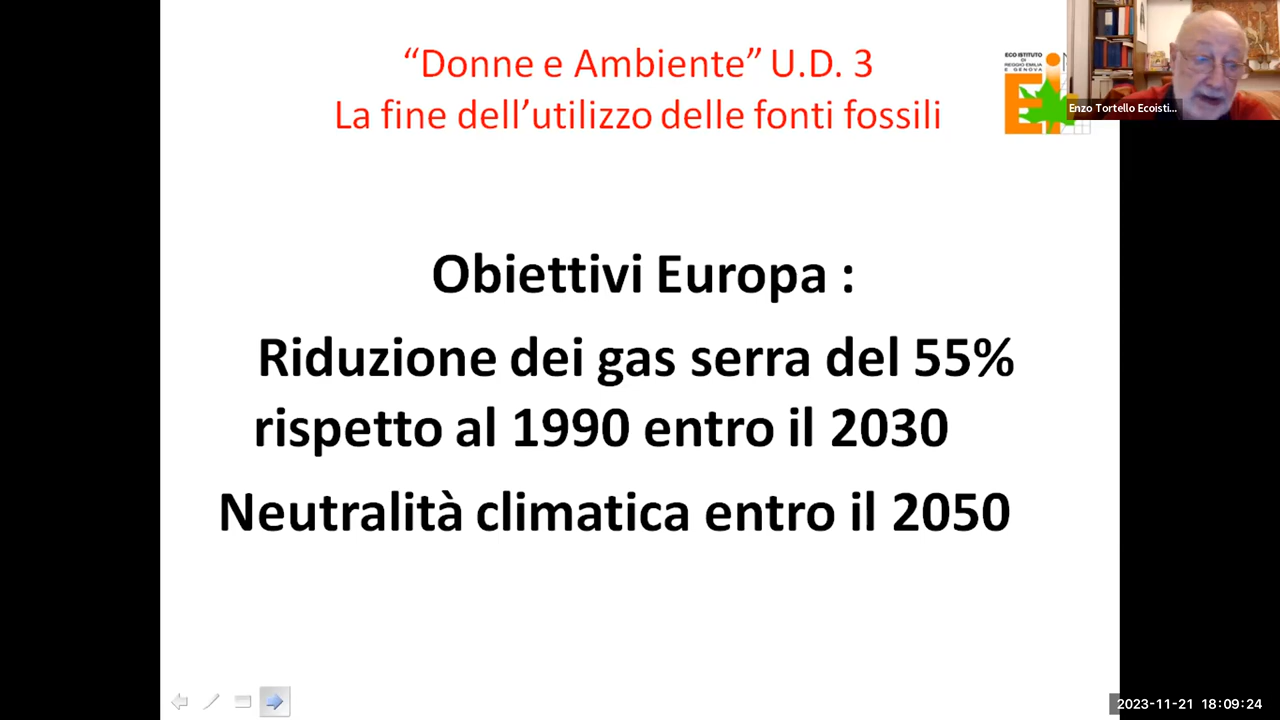 “Donne e Ambiente” U.D. 3
La fine dell’utilizzo delle fonti fossili
ECO ISTITUTO
DI
REGGIO EMILIA
E GENOVA
Enzo Tortello Ecoisti...
Obiettivi Europa :
Riduzione dei gas serra del 55%
rispetto al 1990 entro il 2030
Neutralità climatica entro il 2050
2023-11-21 18:09:24